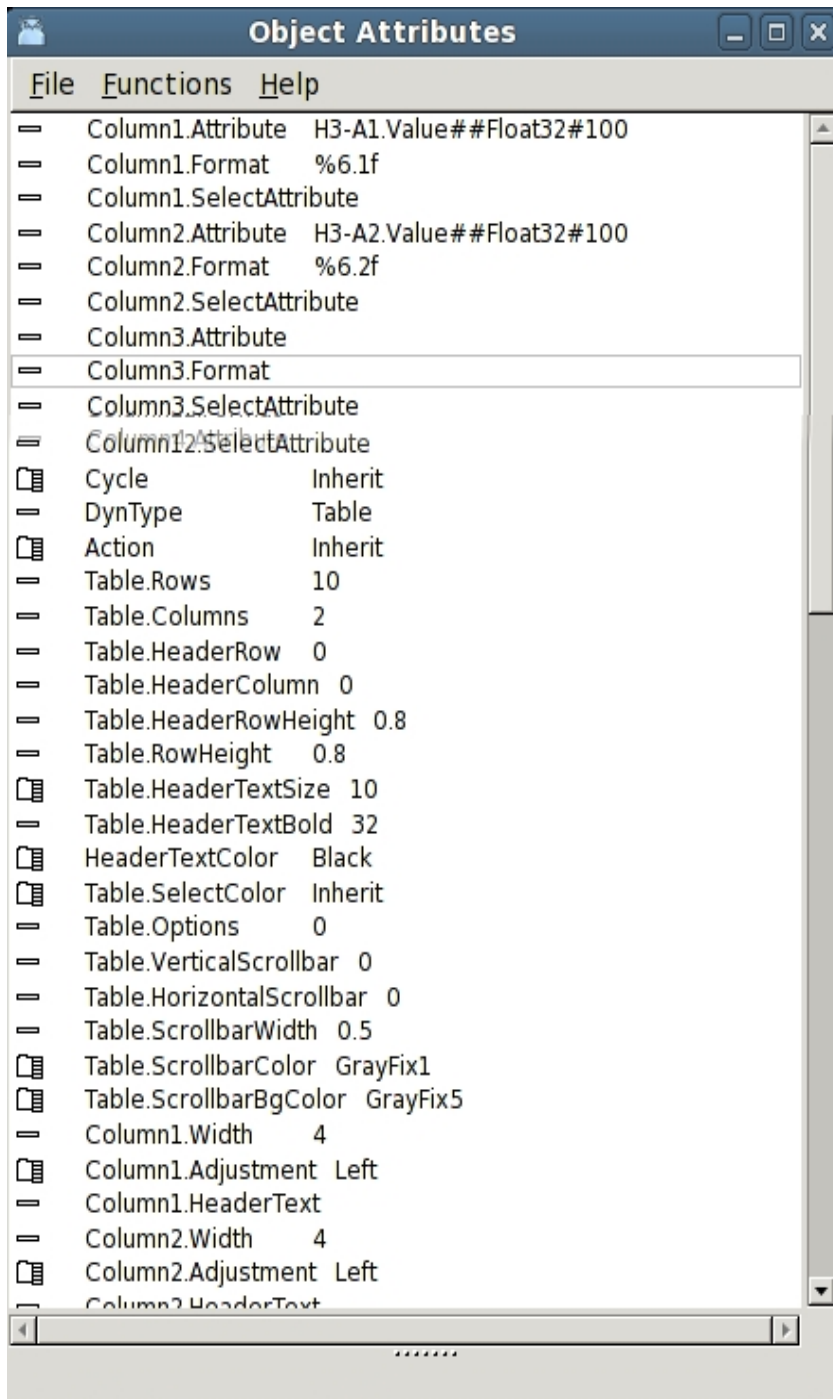 Object Attributes
File Functions Help
Column1.Attribute H3-A1.Value##Float32#100
Column1.Format %6.1f
Column1.SelectAttribute
Column2.Attribute H3-A2.Value##Float32#100
Column2.Format %6.2f
Column2.SelectAttribute
Column3.Attribute
Column3.Format
Column3.SelectAttribute
Column12.SelectAttribute
Cycle Inherit
DynType Table
Action Inherit
Table.Rows 10
Table.Columns 2
Table.HeaderRow 0
Table.HeaderColumn 0
Table.HeaderRowHeight 0.8
Table.RowHeight 0.8
Table.HeaderTextSize 10
Table.HeaderTextBold 32
HeaderTextColor Black
Table.SelectColor Inherit
Table.Options 0
Table.VerticalScrollbar 0
Table.HorizontalScrollbar 0
Table.ScrollbarWidth 0.5
Table.ScrollbarColor GrayFix1
Table.ScrollbarBgColor GrayFix5
Column1.Width 4
Column1.Adjustment Left
Column1.HeaderText
Column2.Width 4
Column2.Adjustment Left
Column2.HeaderText